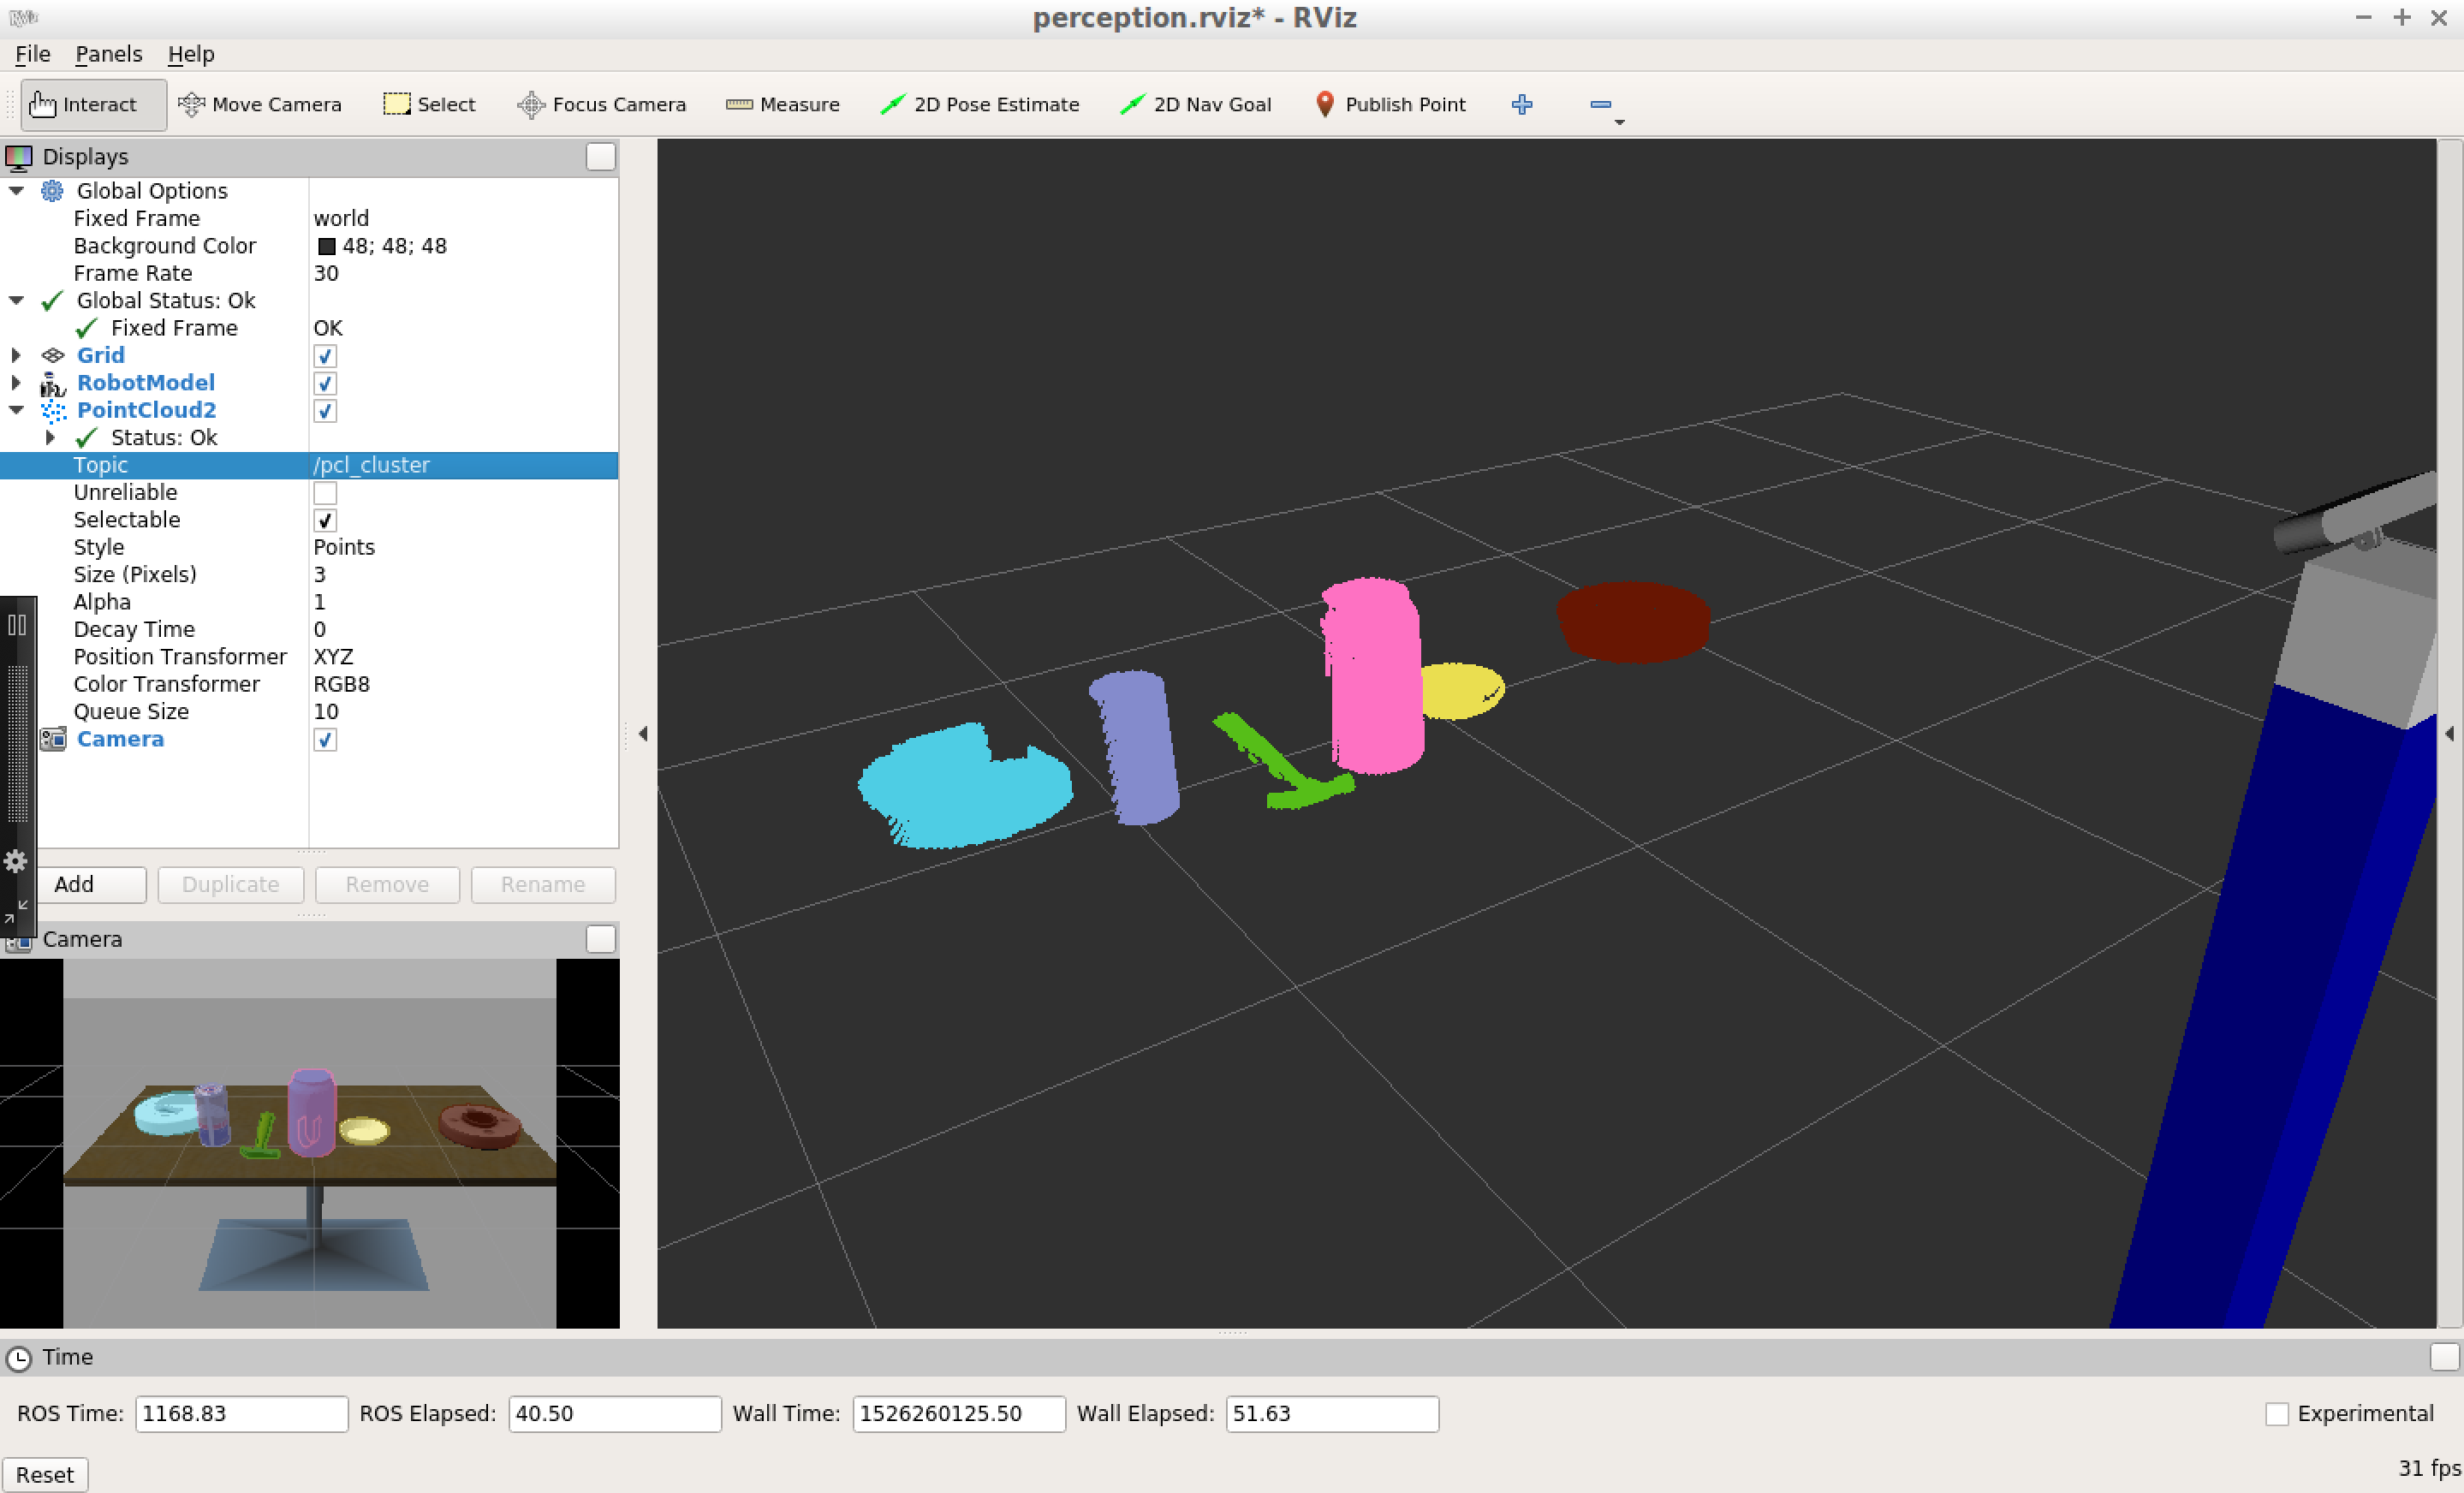 perception.rviz* - RViz
File Panels Help
Interact Move Camera Select Focus Camera Measure 2D Pose Estimate 2D Nav Goal Publish Point
Displays
Global Options
Fixed Frame world
Background Color 48; 48; 48
Frame Rate 30
Global Status: Ok
Fixed Frame OK
Grid
RobotModel
PointCloud2
Status: Ok
Topic /pcl_cluster
Unreliable
Selectable
Style Points
Size (Pixels) 3
Alpha 1
Decay Time 0
Position Transformer XYZ
Color Transformer RGB8
Queue Size 10
Camera
Add Duplicate Remove Rename
Camera
Time
ROS Time: 1168.83 ROS Elapsed: 40.50 Wall Time: 1526260125.50 Wall Elapsed: 51.63 Experimental
Reset 31 fps